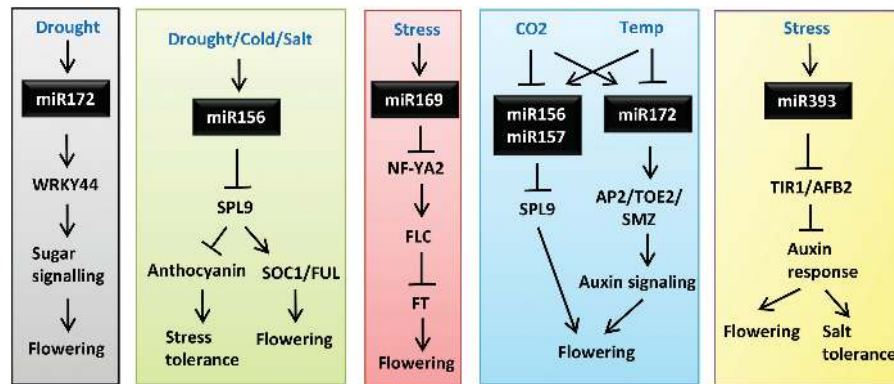 Drought
miR172
WRKY44
Sugar
signalling
Flowering
Drought/Cold/Salt
miR156
SPL9
Anthocyanin
SOC1/FUL
Stress
tolerance
Flowering
Stress
miR169
NF-YA2
FLC
FT
Flowering
CO2
Temp
miR156
miR157
miR172
SPL9
AP2/TOE2/
SMZ
Auxin signaling
Flowering
Stress
miR393
TIR1/AFB2
Auxin
response
Flowering
Salt
tolerance